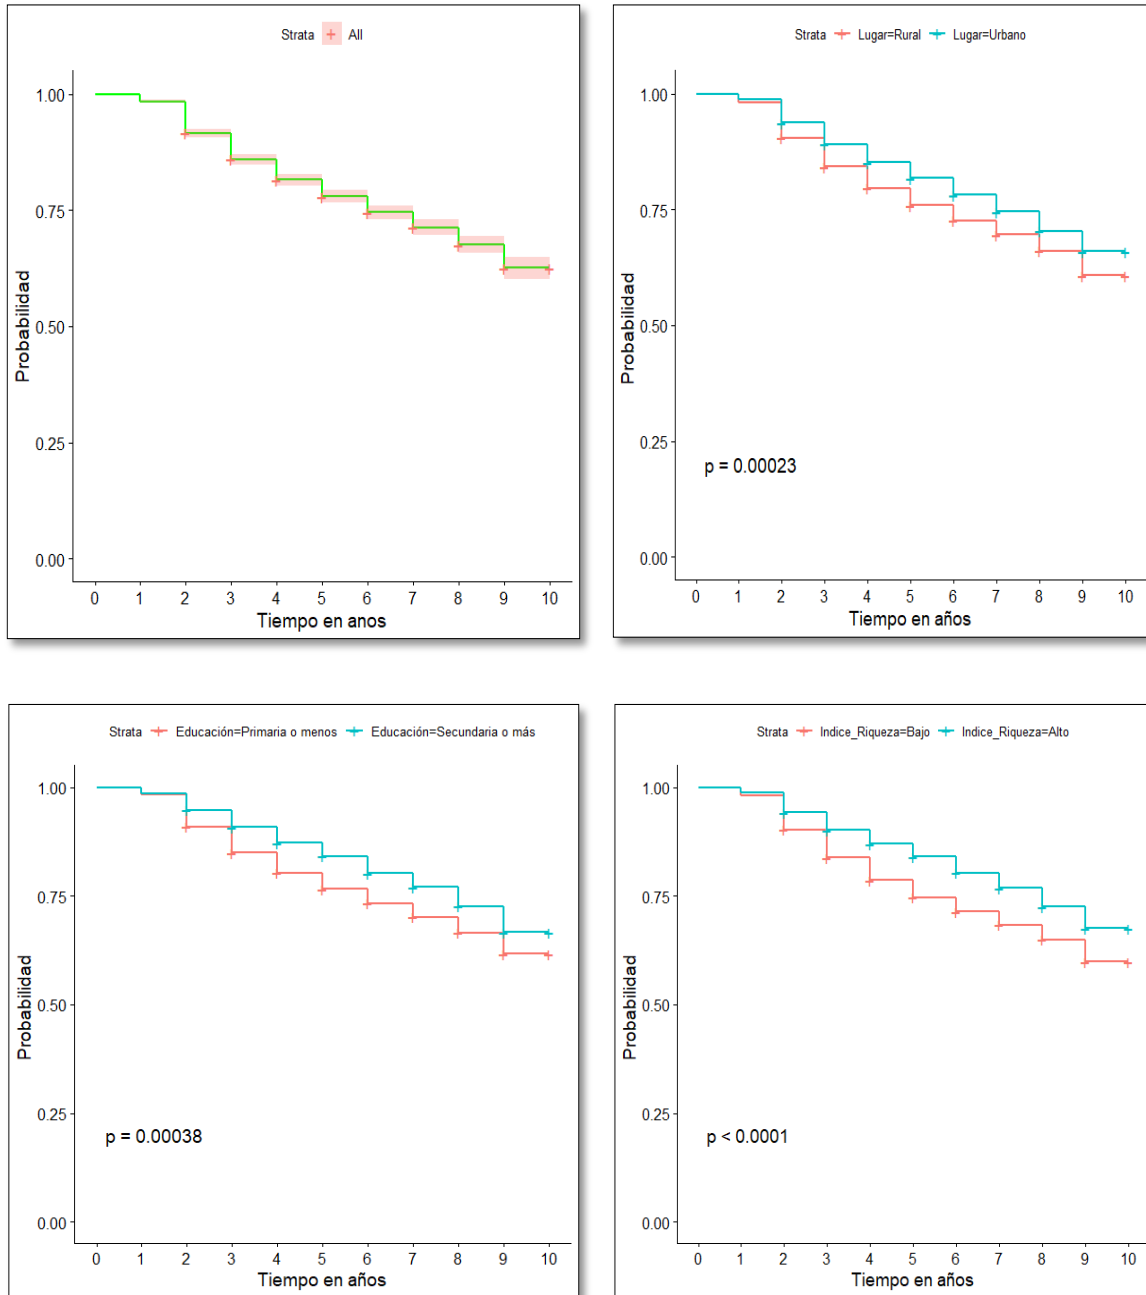 Strata All
1.00
0.75
0.50
0.25
0.00
Probabilidad
0 1 2 3 4 5 6 7 8 9 10
Tiempo en anos
Strata Lugar=Rural Lugar=Urbano
1.00
0.75
0.50
0.25
0.00
Probabilidad
p = 0.00023
0 1 2 3 4 5 6 7 8 9 10
Tiempo en años
Strata Educación=Primaria o menos Educación=Secundaria o más
1.00
0.75
0.50
0.25
0.00
Probabilidad
p = 0.00038
0 1 2 3 4 5 6 7 8 9 10
Tiempo en años
Strata Indice_Riqueza=Bajo Indice_Riqueza=Alto
1.00
0.75
0.50
0.25
0.00
Probabilidad
p < 0.0001
0 1 2 3 4 5 6 7 8 9 10
Tiempo en años